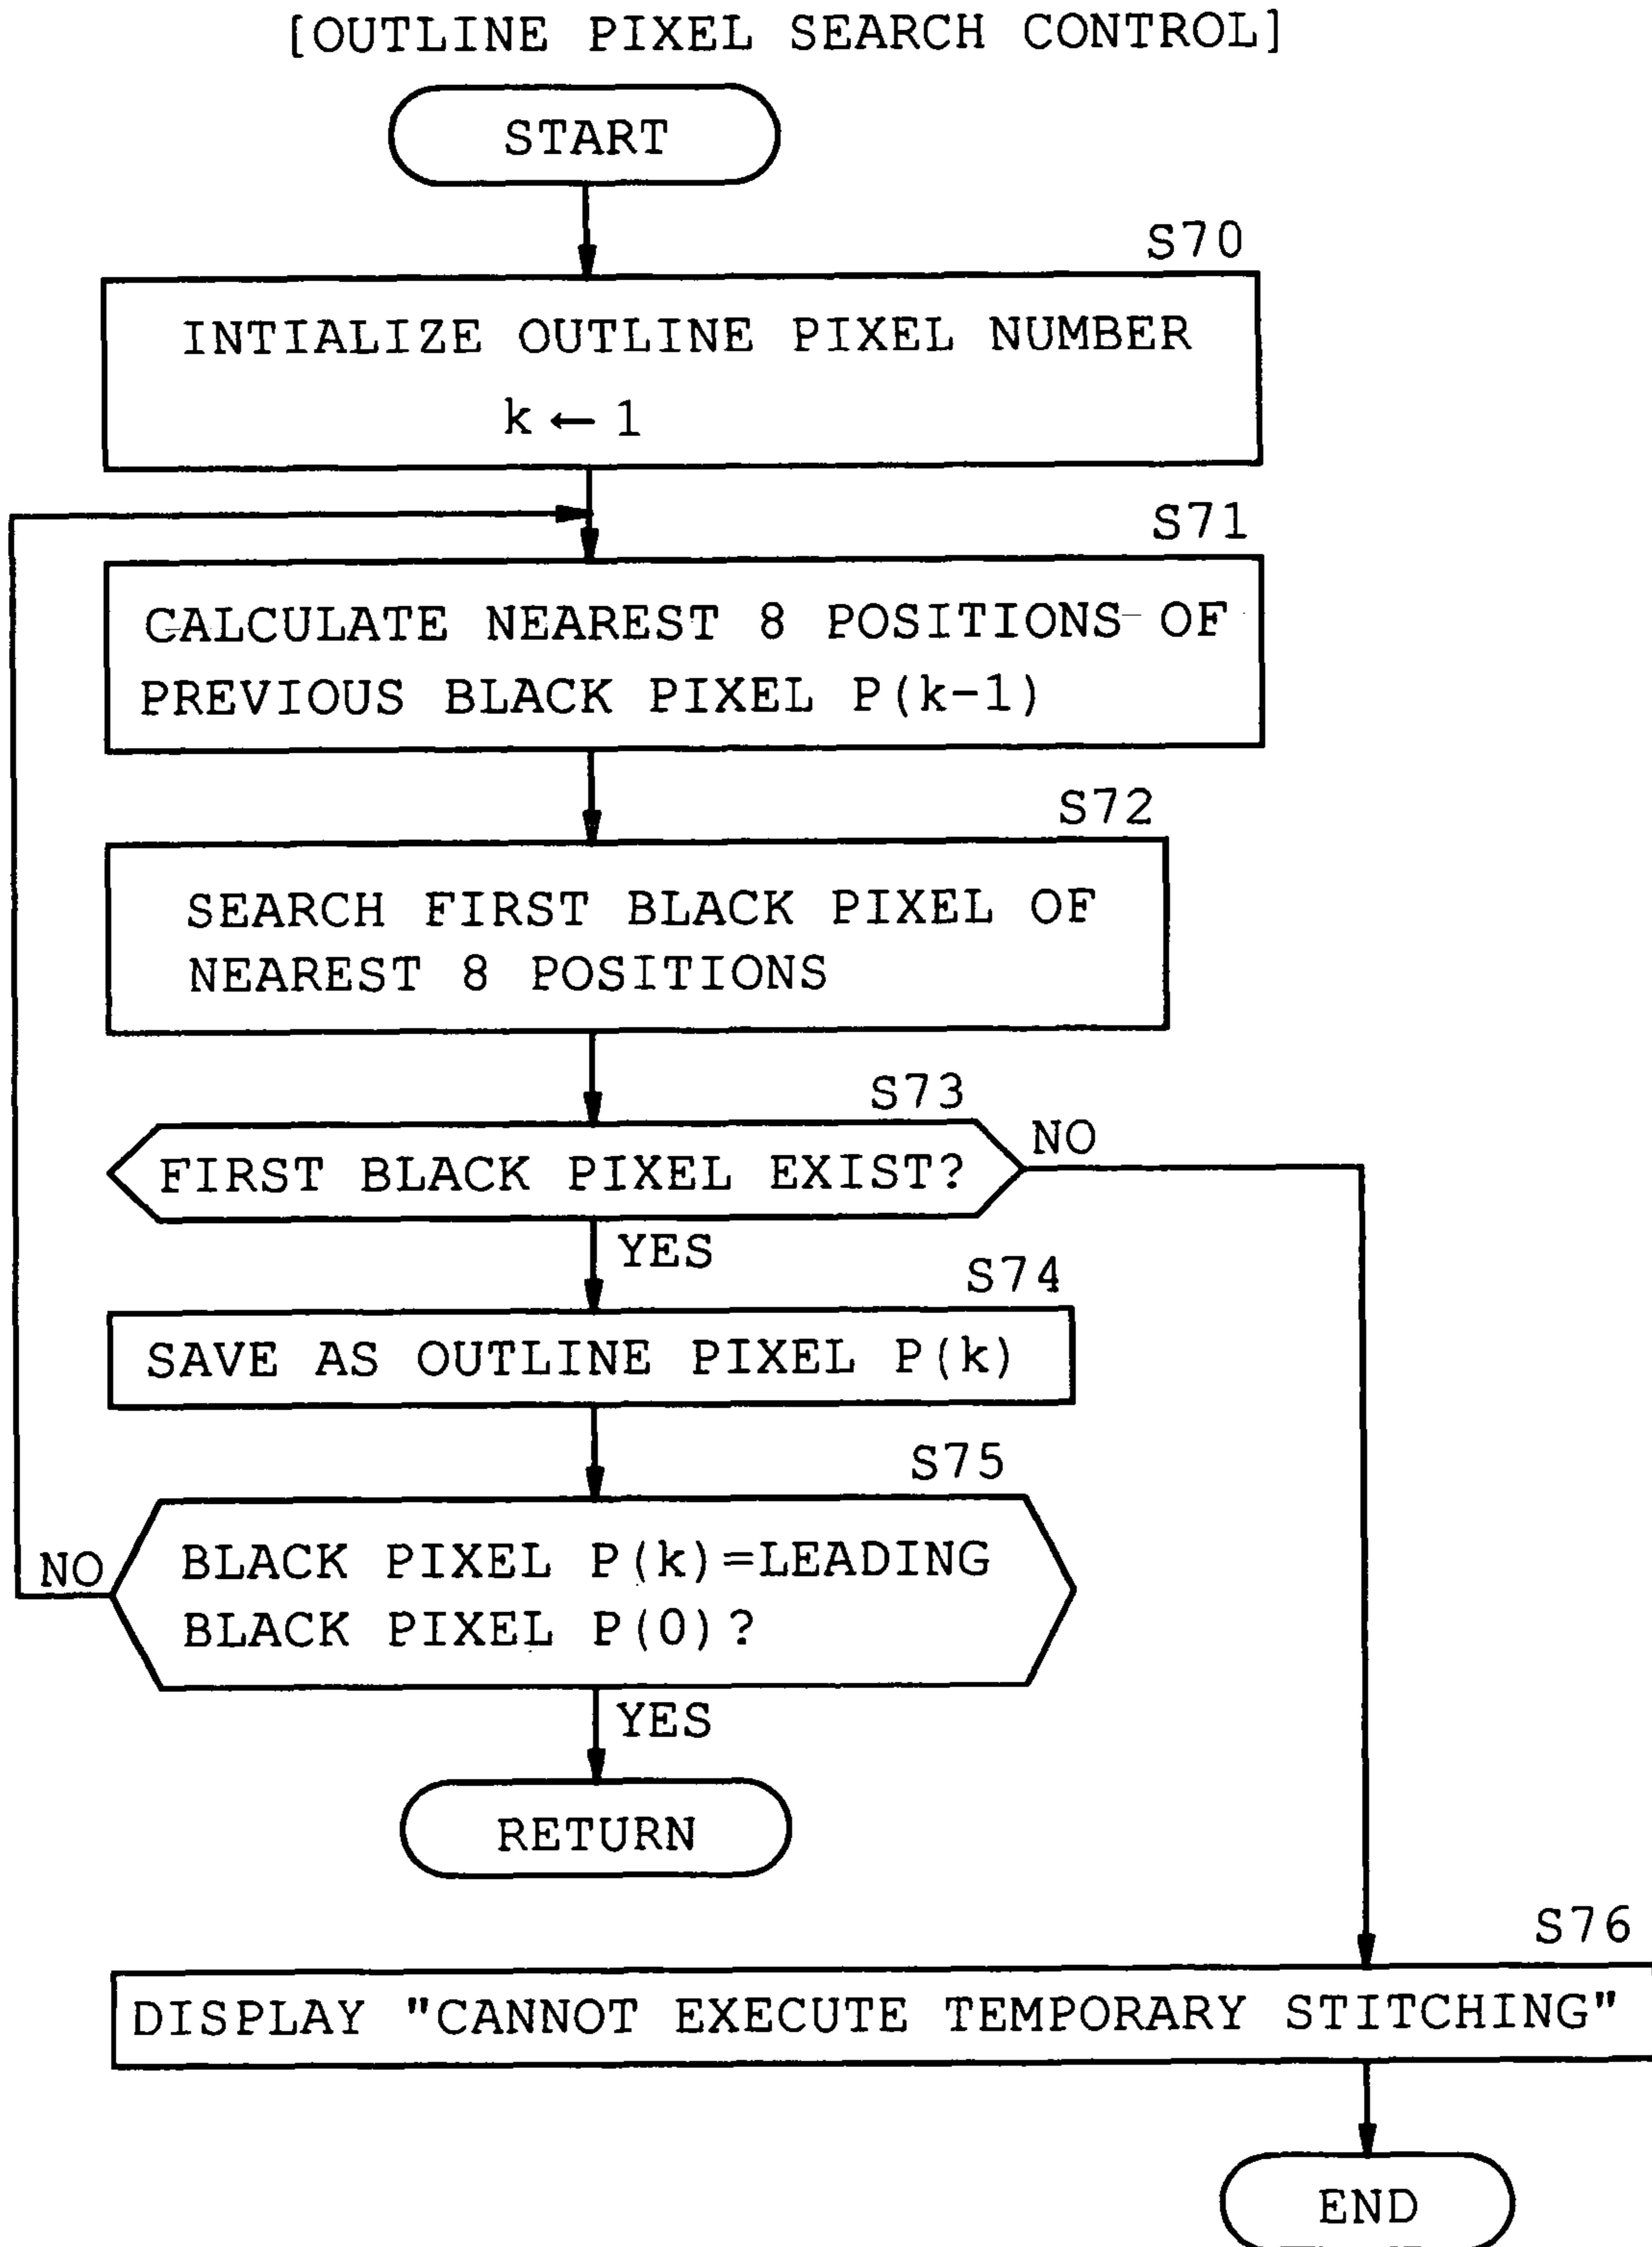 [OUTLINE PIXEL SEARCH CONTROL]
START
S70
INTIALIZE OUTLINE PIXEL NUMBER
k ← 1
S71
CALCULATE NEAREST 8 POSITIONS OF
PREVIOUS BLACK PIXEL P(k-1)
S72
SEARCH FIRST BLACK PIXEL OF
NEAREST 8 POSITIONS
S73
FIRST BLACK PIXEL EXIST?
NO
YES
S74
SAVE AS OUTLINE PIXEL P(k)
S75
BLACK PIXEL P(k)=LEADING
BLACK PIXEL P(0)?
NO
YES
RETURN
S76
DISPLAY "CANNOT EXECUTE TEMPORARY STITCHING"
END